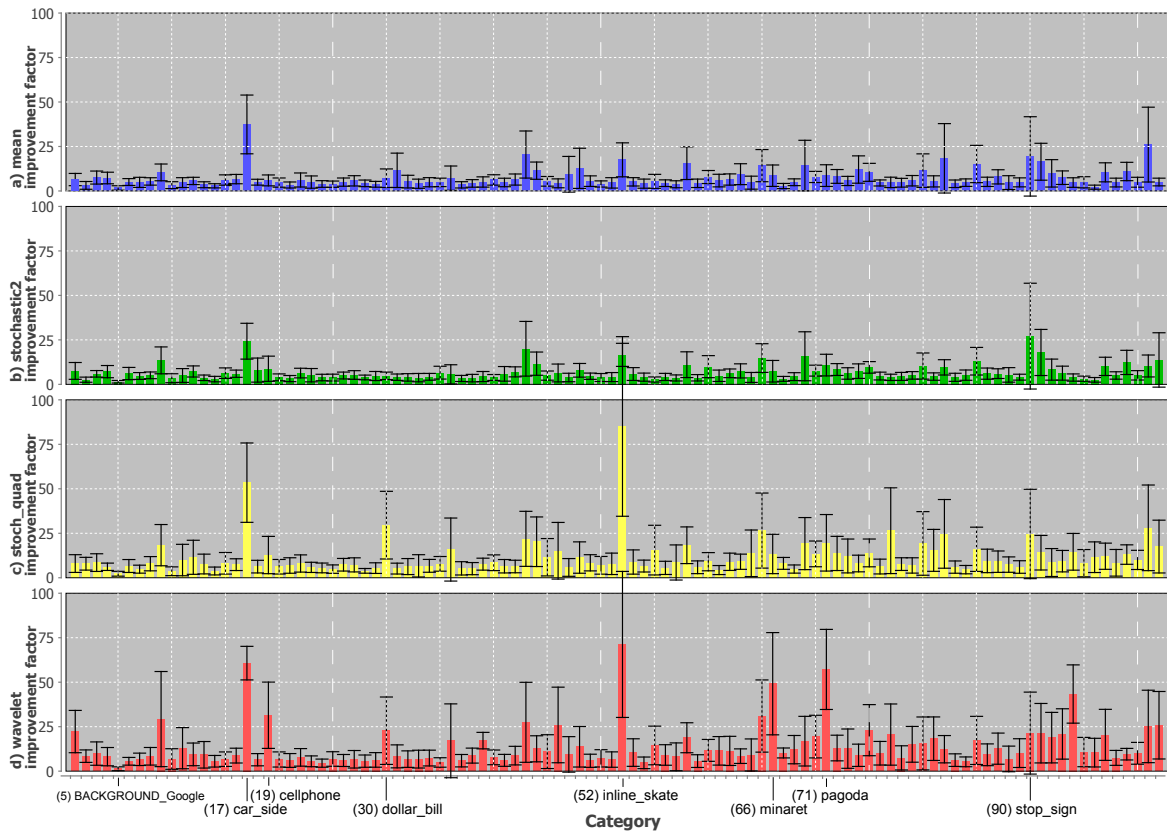 100
75
50
25
0
a) mean
improvement factor
100
75
50
25
0
b) stochastic2
improvement factor
100
75
50
25
0
c) stoch_quad
improvement factor
100
75
50
25
0
d) wavelet
improvement factor
(5) BACKGROUND_Google
(17) car_side
(19) cellphone
(30) dollar_bill
(52) inline_skate
(66) minaret
(71) pagoda
(90) stop_sign
Category